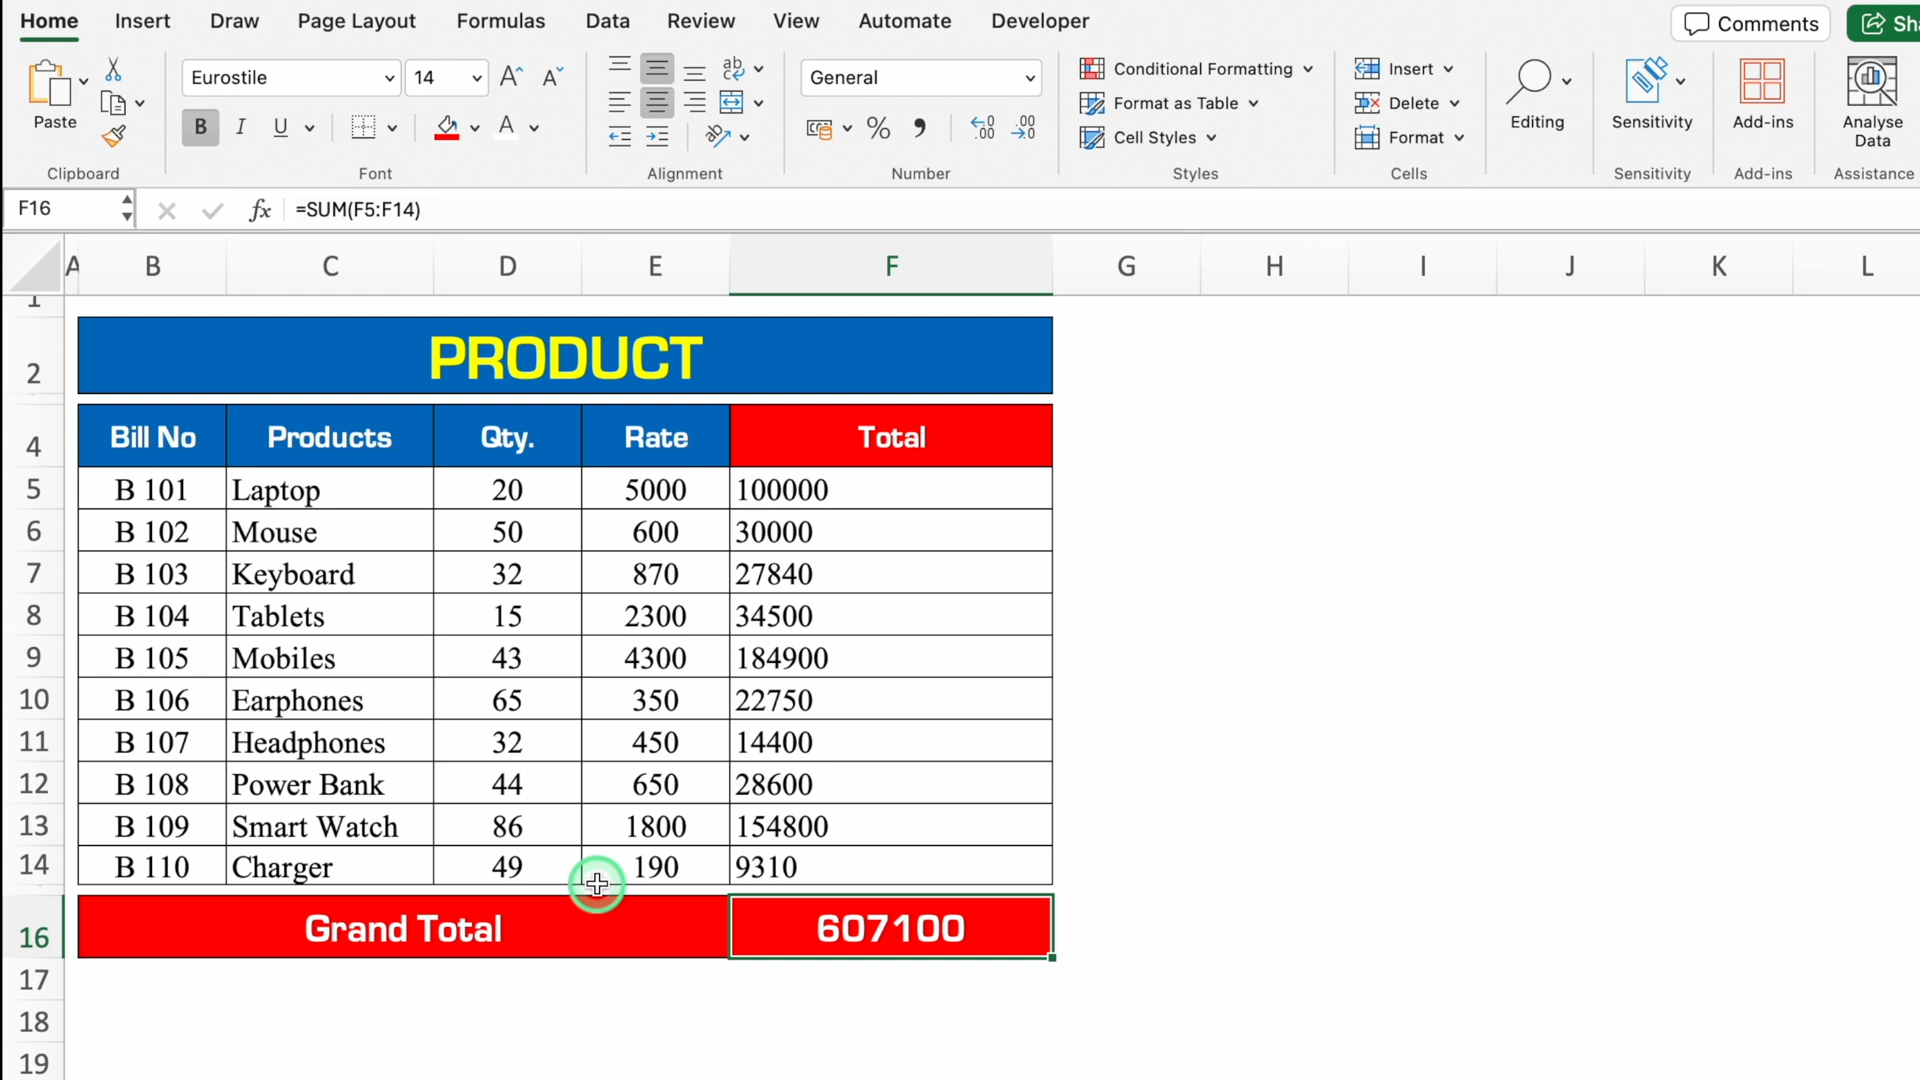 Home Insert Draw Page Layout Formulas Data Review View Automate Developer Comments
Paste Eurostile 14 General Conditional Formatting Insert
Format as Table Delete
Cell Styles Format
Editing Sensitivity Add-ins Analyse Data
Clipboard Font Alignment Number Styles Cells Sensitivity Add-ins Assistance
F16 fx =SUM(F5:F14)
A B C D E F G H I J K L
1
2 PRODUCT
4 Bill No Products Qty. Rate Total
5 B 101 Laptop 20 5000 100000
6 B 102 Mouse 50 600 30000
7 B 103 Keyboard 32 870 27840
8 B 104 Tablets 15 2300 34500
9 B 105 Mobiles 43 4300 184900
10 B 106 Earphones 65 350 22750
11 B 107 Headphones 32 450 14400
12 B 108 Power Bank 44 650 28600
13 B 109 Smart Watch 86 1800 154800
14 B 110 Charger 49 190 9310
16 Grand Total 607100
17
18
19